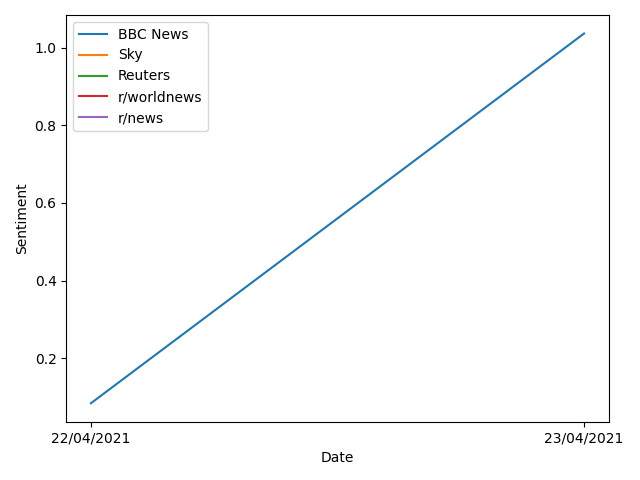 BBC News
Sky
Reuters
r/worldnews
r/news
1.0
0.8
0.6
0.4
0.2
Sentiment
22/04/2021
23/04/2021
Date